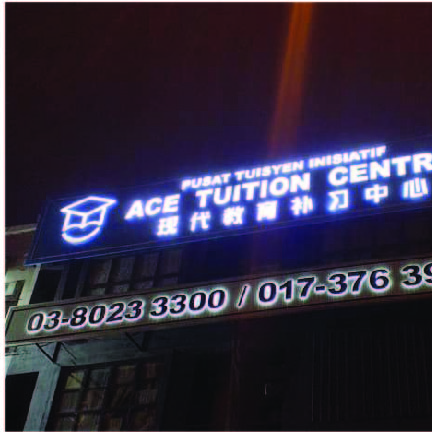 PUSAT TUISYEN INISIATIF
ACE TUITION CENTR
现代教育补习中心
03-8023 3300 / 017-376 39